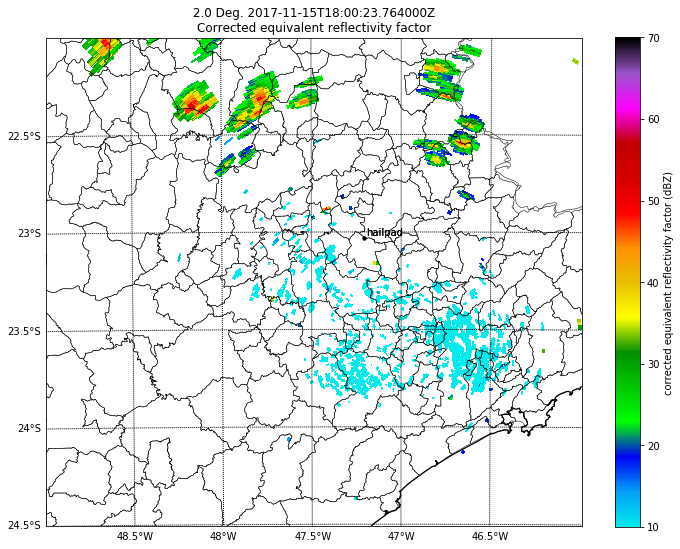 2.0 Deg. 2017-11-15T18:00:23.764000Z
Corrected equivalent reflectivity factor
22.5°S
23°S
23.5°S
24°S
24.5°S
hailpad
48.5°W
48°W
47.5°W
47°W
46.5°W
70
60
50
40
30
20
10
corrected equivalent reflectivity factor (dBZ)